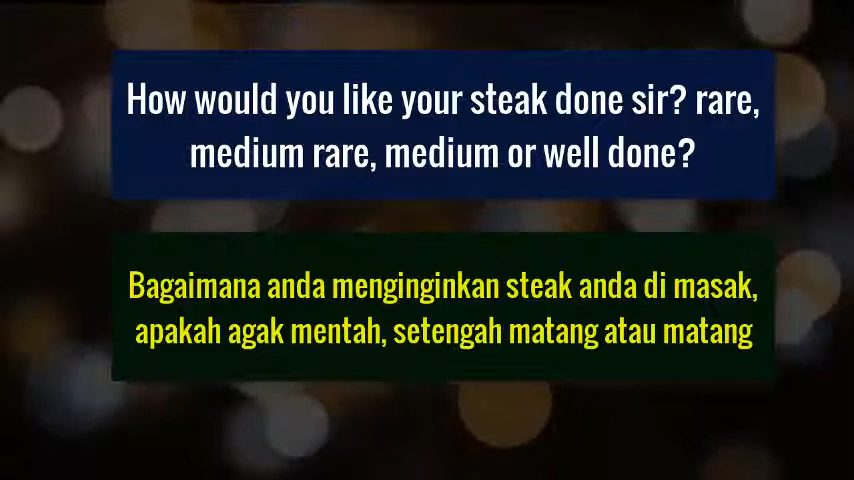 How would you like your steak done sir? rare,
medium rare, medium or well done?
Bagaimana anda menginginkan steak anda di masak,
apakah agak mentah, setengah matang atau matang